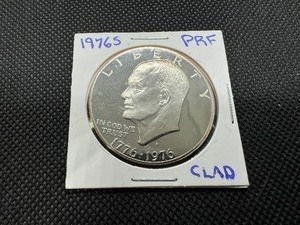 1976S PRF
LIBERTY
IN GOD WE
TRUST
1776·1976
CLAD